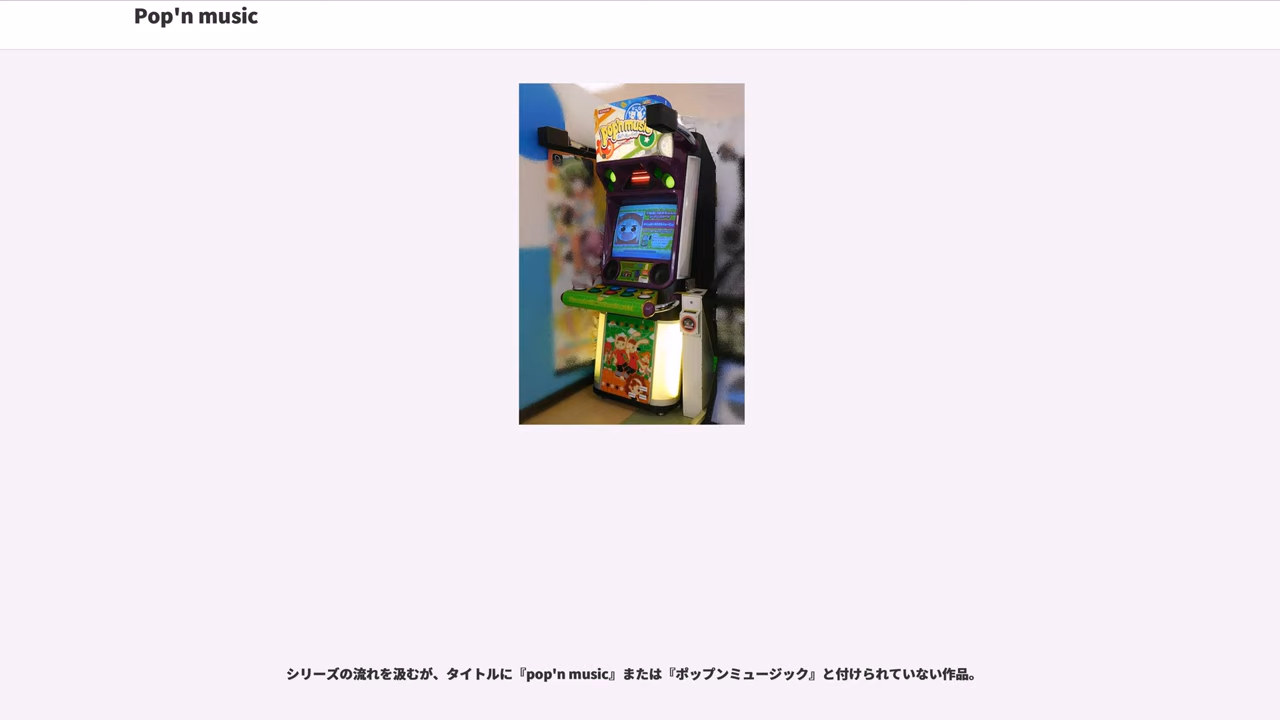 Pop'n music
pop'n music
シリーズの流れを汲むが、タイトルに『pop'n music』または『ポップンミュージック』と付けられていない作品。